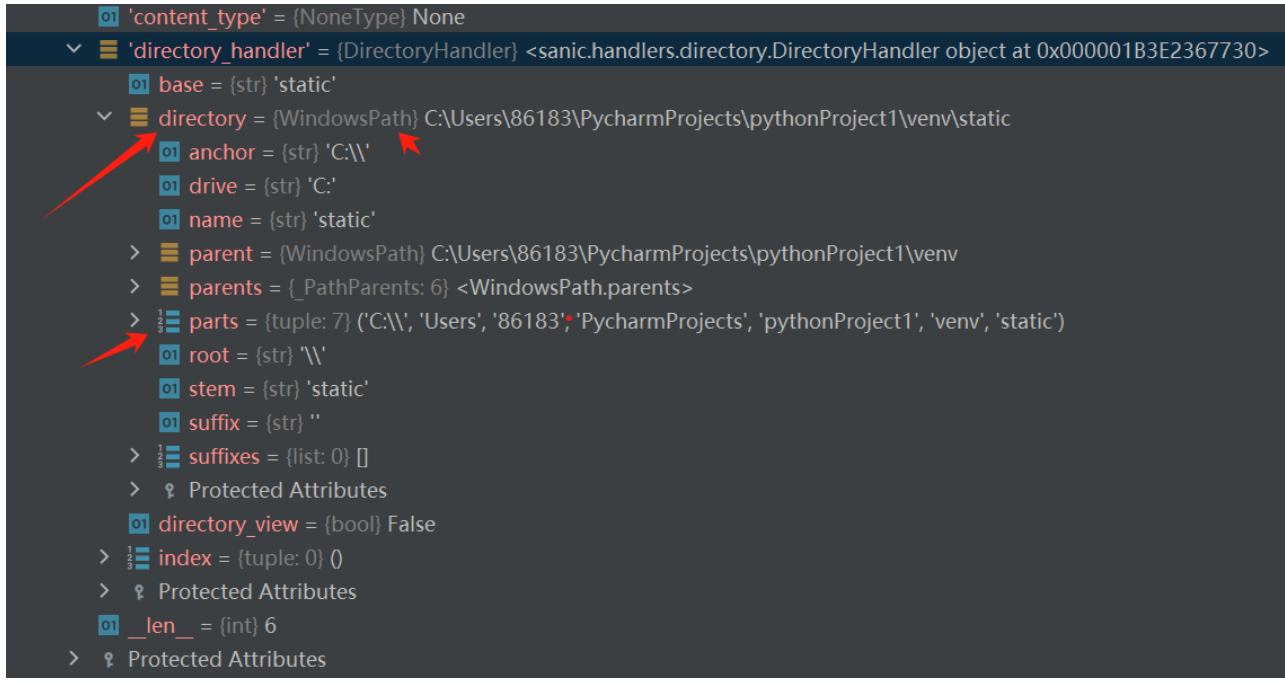 01 'content_type' = {NoneType} None
'directory_handler' = {DirectoryHandler} <sanic.handlers.directory.DirectoryHandler object at 0x000001B3E2367730>
01 base = {str} 'static'
directory = {WindowsPath} C:\Users\86183\PycharmProjects\pythonProject1\venv\static
01 anchor = {str} 'C:\\'
01 drive = {str} 'C:'
01 name = {str} 'static'
parent = {WindowsPath} C:\Users\86183\PycharmProjects\pythonProject1\venv
parents = {_PathParents: 6} <WindowsPath.parents>
123 parts = {tuple: 7} ('C:\\', 'Users', '86183', 'PycharmProjects', 'pythonProject1', 'venv', 'static')
01 root = {str} '\\'
01 stem = {str} 'static'
01 suffix = {str} ''
123 suffixes = {list: 0} []
Protected Attributes
01 directory_view = {bool} False
123 index = {tuple: 0} ()
Protected Attributes
01 __len__ = {int} 6
Protected Attributes